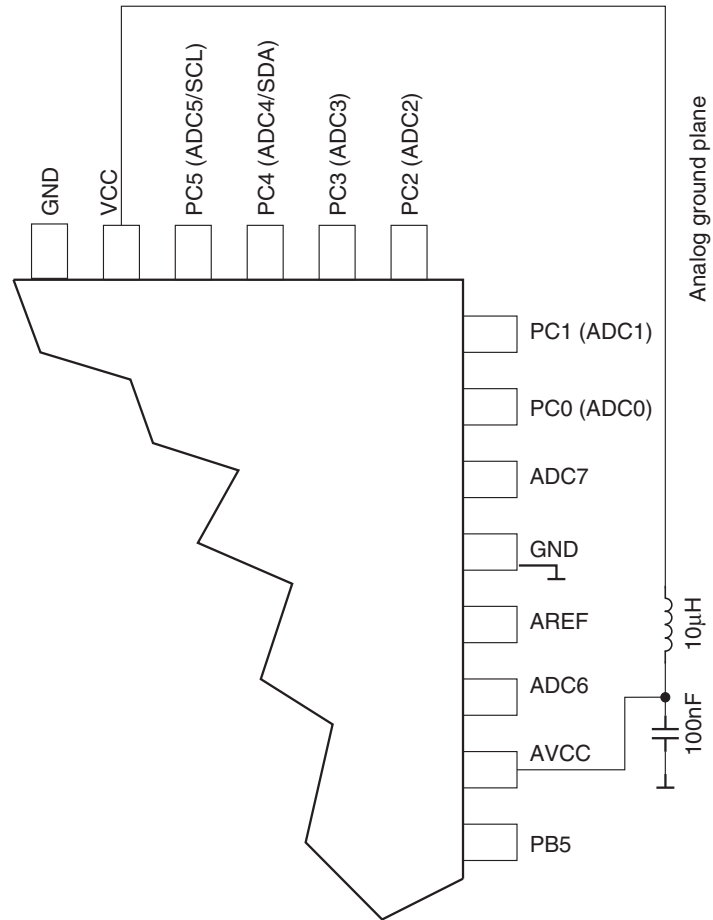 GND
VCC
PC5 (ADC5/SCL)
PC4 (ADC4/SDA)
PC3 (ADC3)
PC2 (ADC2)
Analog ground plane
PC1 (ADC1)
PC0 (ADC0)
ADC7
GND
AREF
ADC6
AVCC
PB5
10μH
100nF